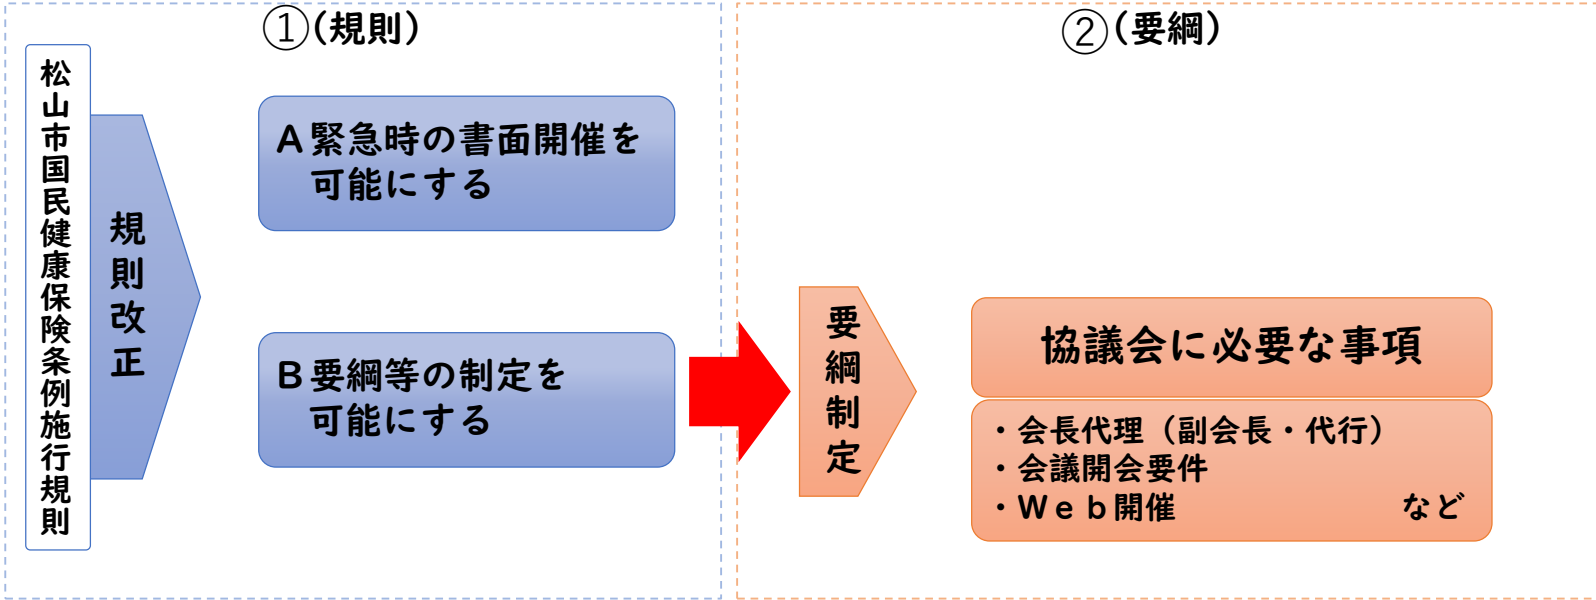 ①(規則)
松山市国民健康保険条例施行規則
規則改正
A緊急時の書面開催を
可能にする
B要綱等の制定を
可能にする
②(要綱)
要綱制定
協議会に必要な事項
・会長代理（副会長・代行）
・会議開会要件
・Ｗｅｂ開催　など